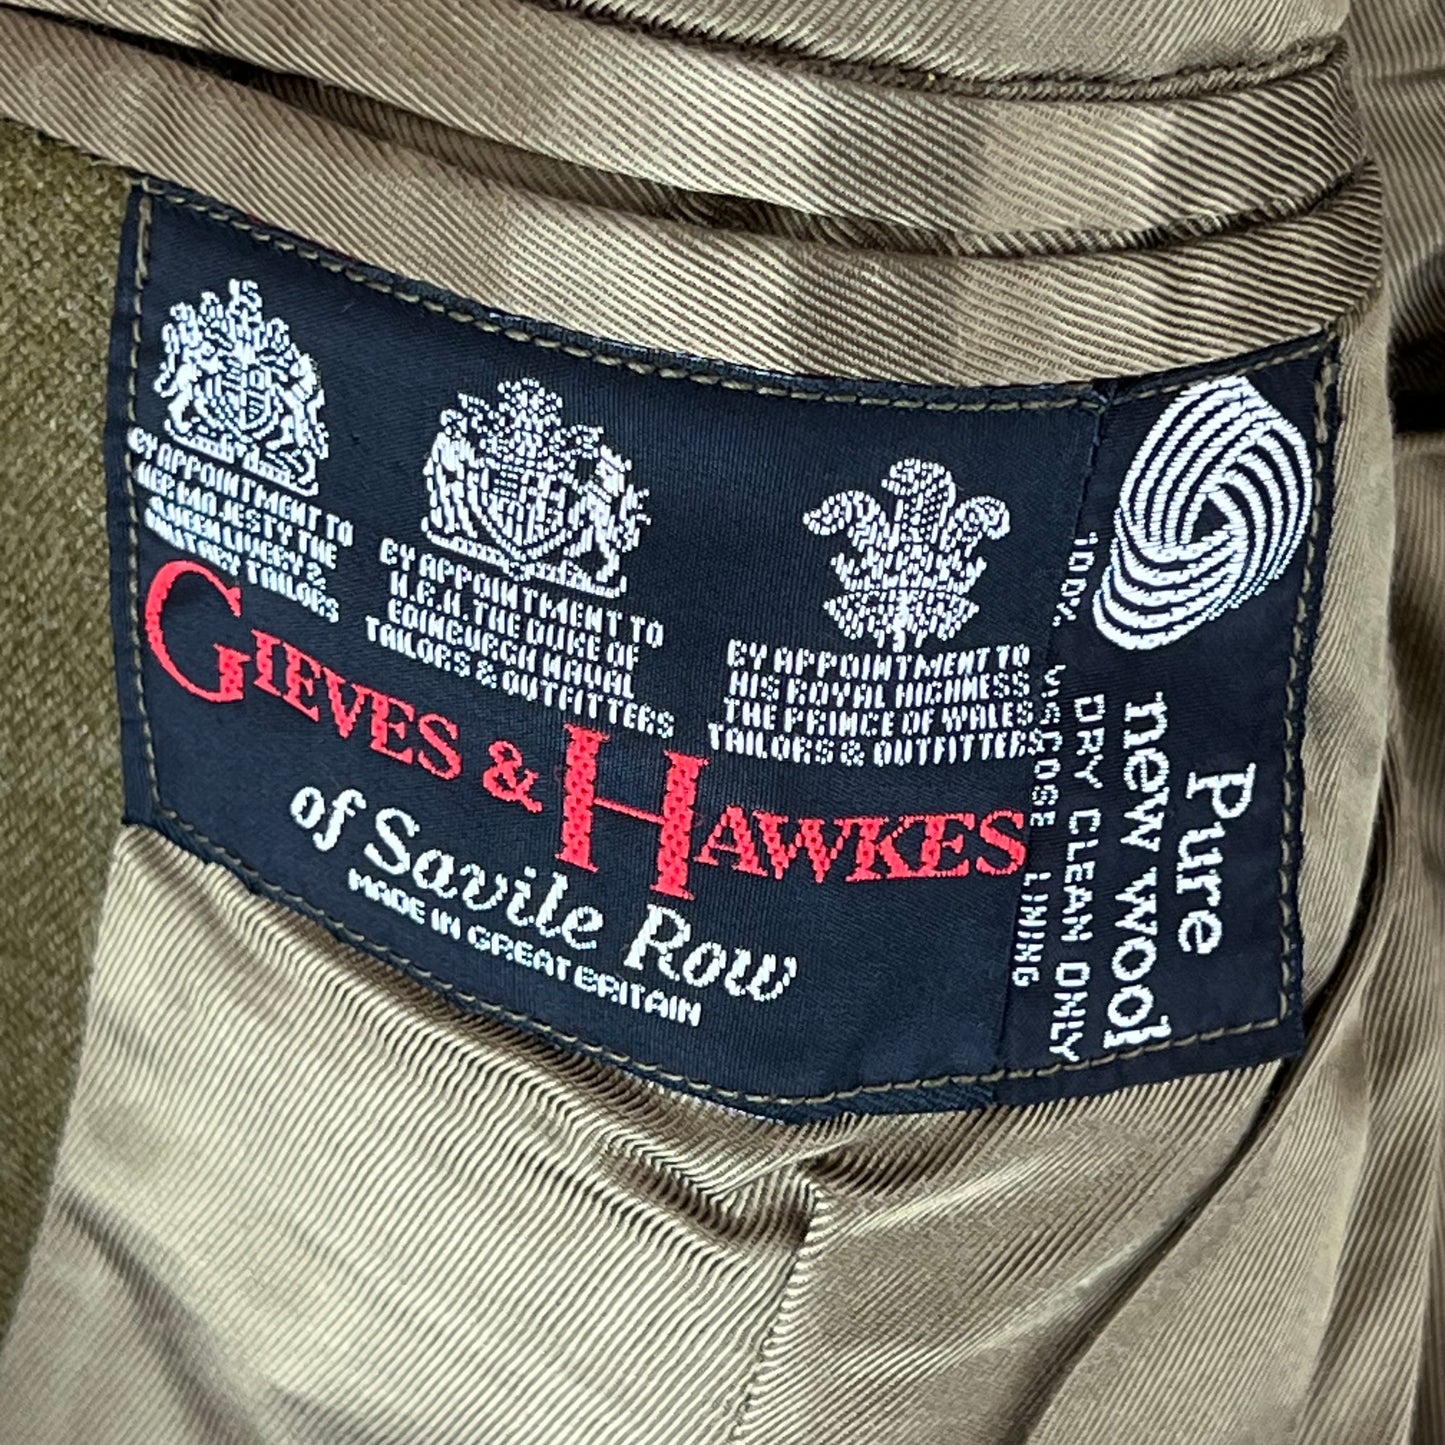 BY APPOINTMENT TO
HER MAJESTY THE
QUEEN LIVERY &
MILITARY TAILORS
BY APPOINTMENT TO
H.R.H. THE DUKE OF
EDINBURGH NAVAL
TAILORS & OUTFITTERS
BY APPOINTMENT TO
HIS ROYAL HIGHNESS
THE PRINCE OF WALES
TAILORS & OUTFITTERS
GIEVES & HAWKES
of Savile Row
MADE IN GREAT BRITAIN
Pure
new wool
DRY CLEAN ONLY
100% VISCOSE LINING